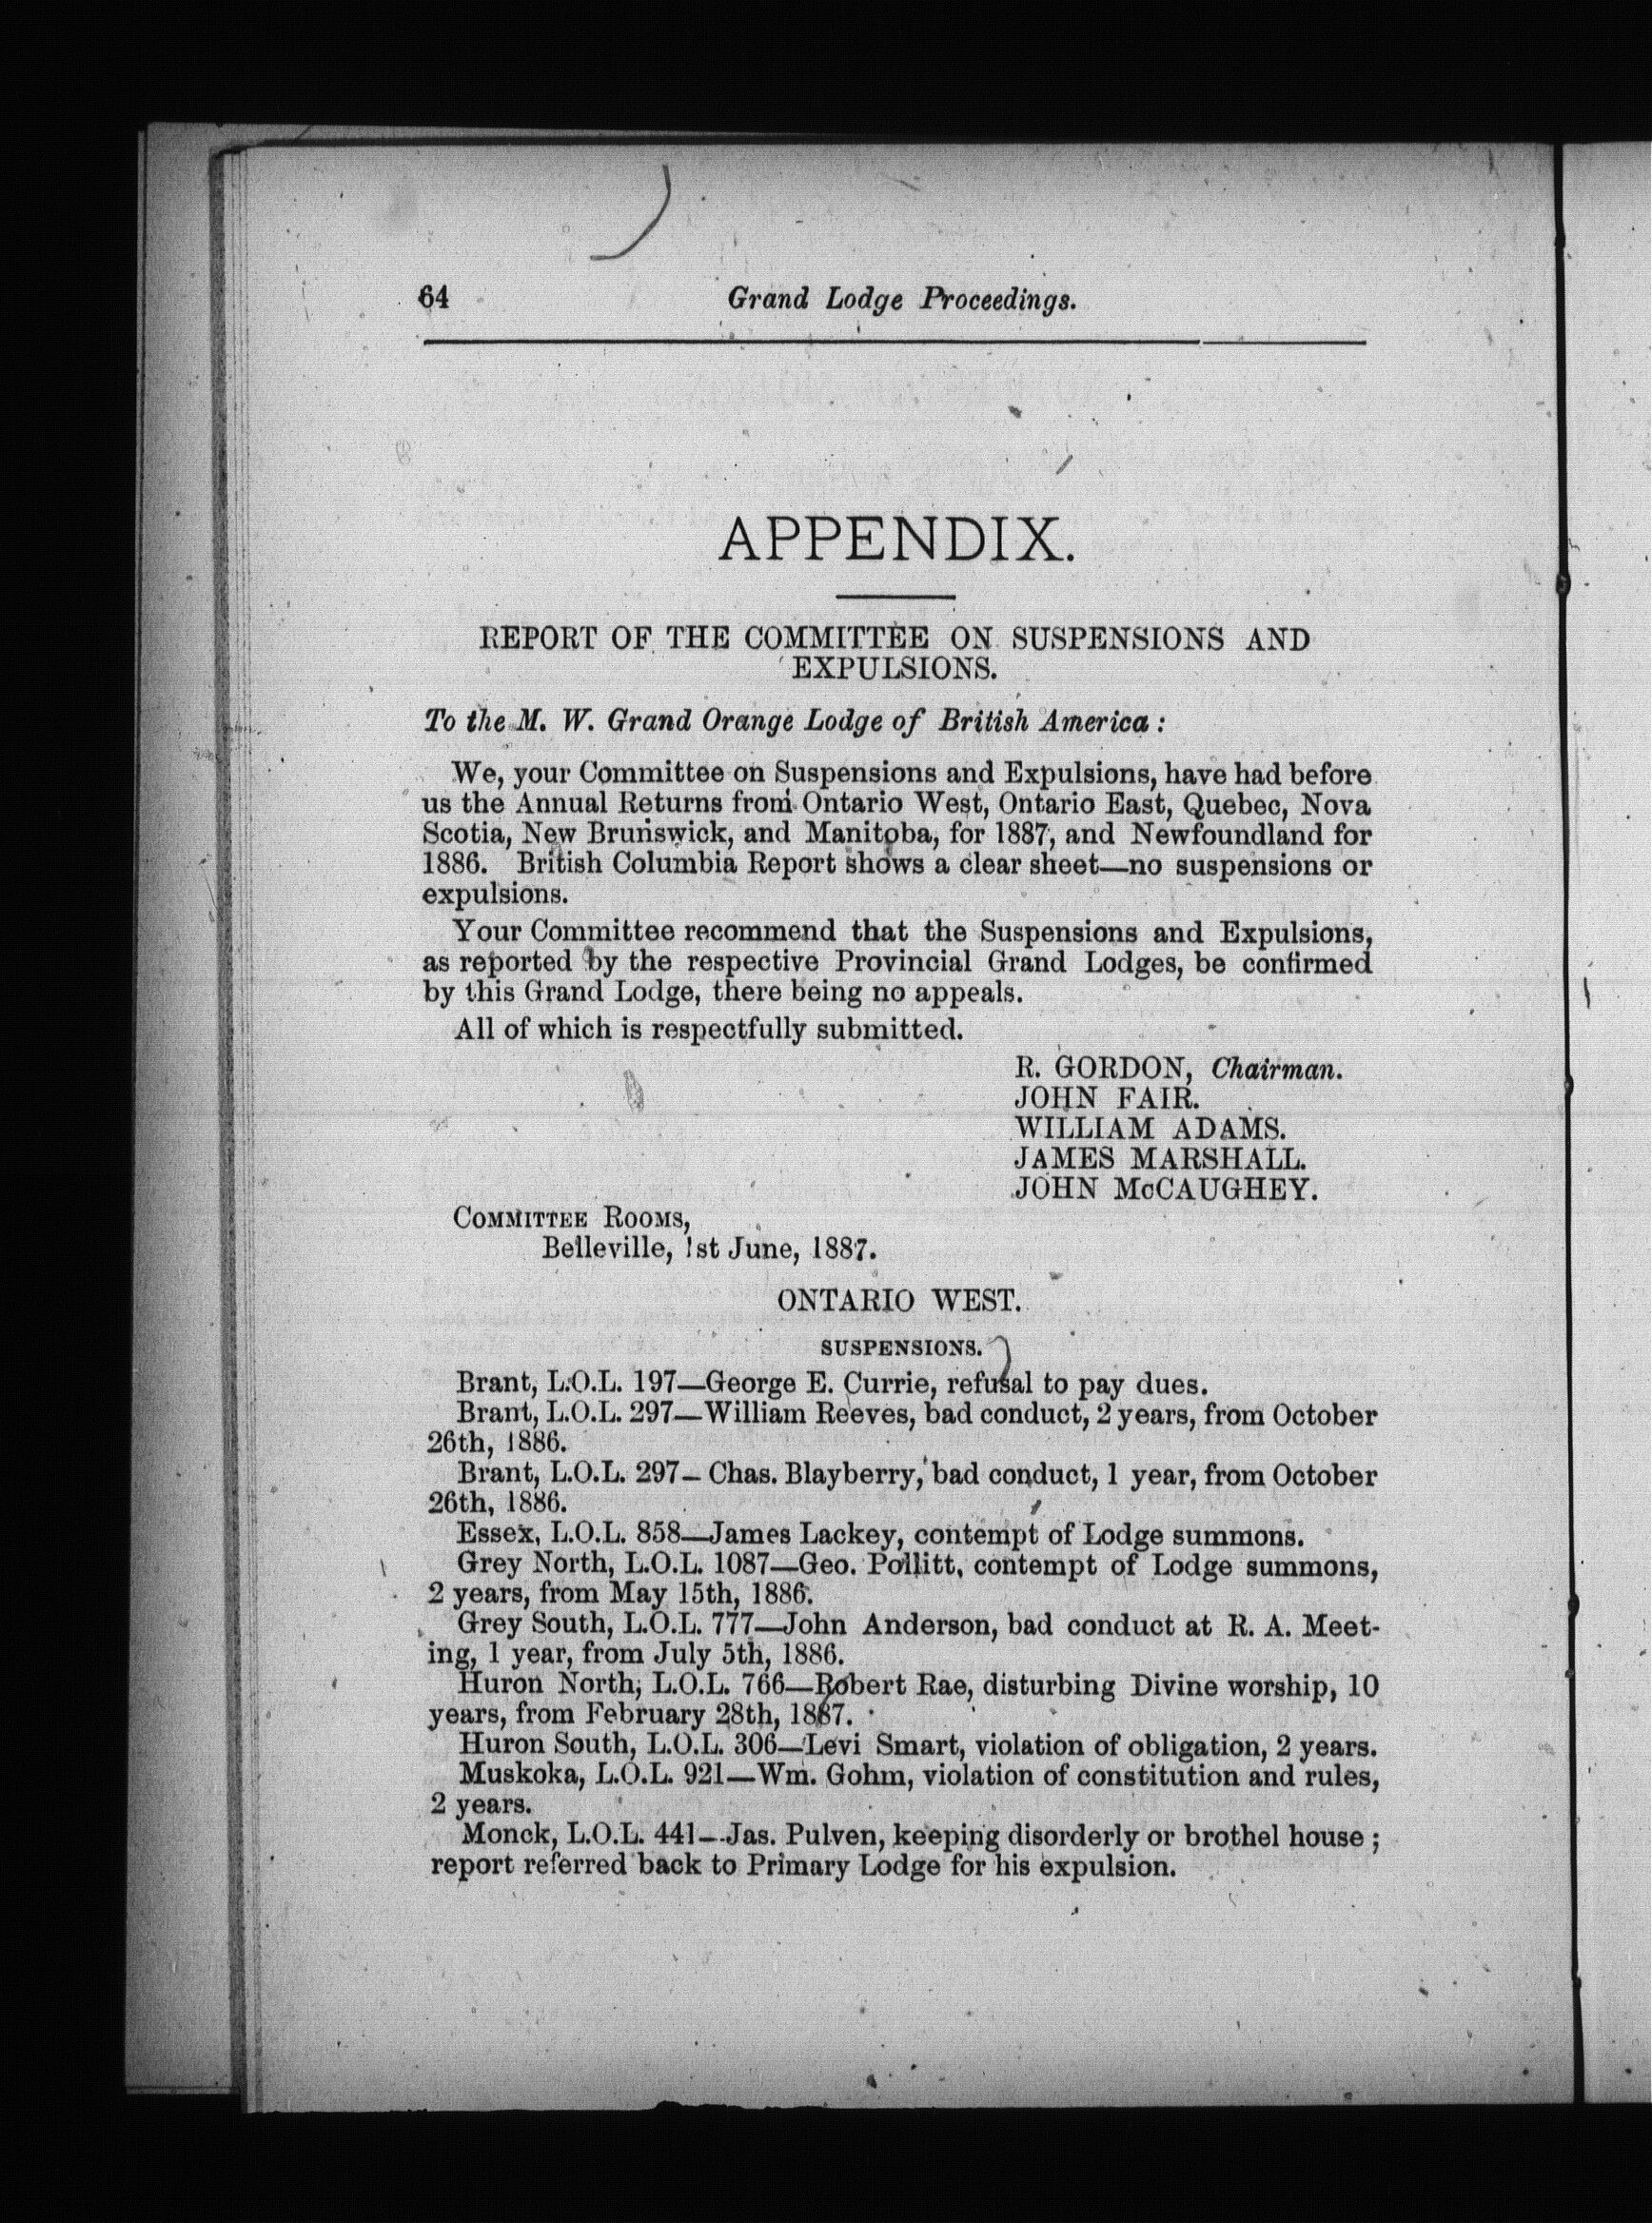 64 Grand Lodge Proceedings.
APPENDIX.
REPORT OF THE COMMITTEE ON SUSPENSIONS AND
EXPULSIONS.
To the M. W. Grand Orange Lodge of British America :
We, your Committee on Suspensions and Expulsions, have had before
us the Annual Returns from Ontario West, Ontario East, Quebec, Nova
Scotia, New Brunswick, and Manitoba, for 1887, and Newfoundland for
1886. British Columbia Report shows a clear sheet—no suspensions or
expulsions.
Your Committee recommend that the Suspensions and Expulsions,
as reported by the respective Provincial Grand Lodges, be confirmed
by this Grand Lodge, there being no appeals.
All of which is respectfully submitted.
R. GORDON, Chairman.
JOHN FAIR.
WILLIAM ADAMS.
JAMES MARSHALL.
JOHN McCAUGHEY.
COMMITTEE ROOMS,
Belleville, 1st June, 1887.
ONTARIO WEST.
SUSPENSIONS.
Brant, L.O.L. 197—George E. Currie, refusal to pay dues.
Brant, L.O.L. 297—William Reeves, bad conduct, 2 years, from October
26th, 1886.
Brant, L.O.L. 297—Chas. Blayberry, bad conduct, 1 year, from October
26th, 1886.
Essex, L.O.L. 858—James Lackey, contempt of Lodge summons.
Grey North, L.O.L. 1087—Geo. Pollitt, contempt of Lodge summons,
2 years, from May 15th, 1886.
Grey South, L.O.L. 777—John Anderson, bad conduct at R. A. Meet-
ing, 1 year, from July 5th, 1886.
Huron North, L.O.L. 766—Robert Rae, disturbing Divine worship, 10
years, from February 28th, 1887.
Huron South, L.O.L. 306—Levi Smart, violation of obligation, 2 years.
Muskoka, L.O.L. 921—Wm. Gohm, violation of constitution and rules,
2 years.
Monck, L.O.L. 441—Jas. Pulven, keeping disorderly or brothel house ;
report referred back to Primary Lodge for his expulsion.